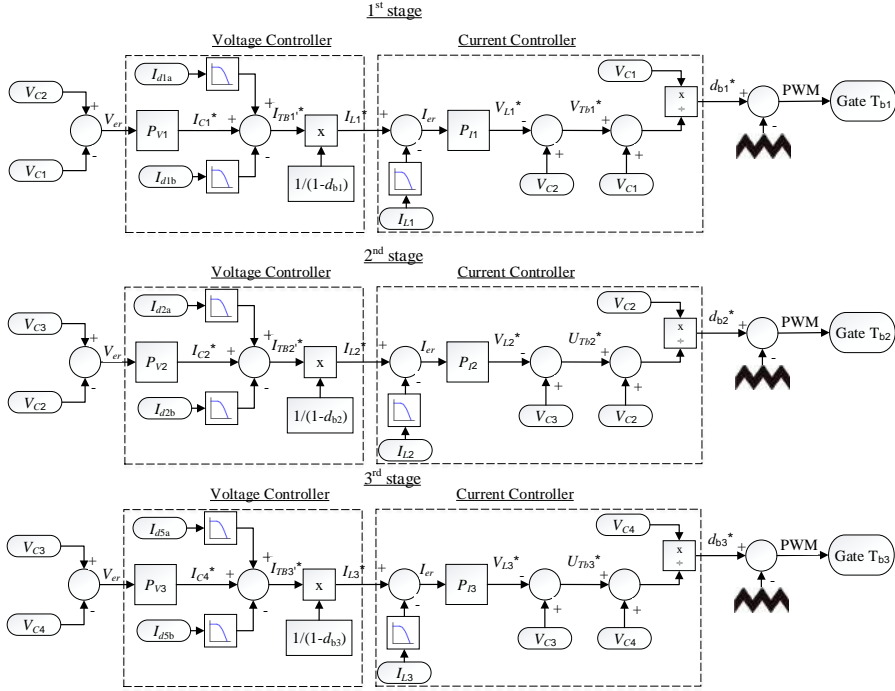 1st stage
Voltage Controller
Current Controller
VC2
VC1
+
-
Ver
Id1a
Id1b
PV1
IC1*
+
+
-
ITB1'*
x
1/(1-db1)
IL1*
+
-
Ier
IL1
PI1
VL1*
-
+
VC2
VTb1*
+
+
VC1
VC1
x
÷
db1*
+
-
PWM
Gate Tb1
2nd stage
Voltage Controller
Current Controller
VC3
VC2
+
-
Ver
Id2a
Id2b
PV2
IC2*
+
+
-
ITB2'*
x
1/(1-db2)
IL2*
+
-
Ier
IL2
PI2
VL2*
-
+
VC3
UTb2*
+
+
VC2
VC2
x
÷
db2*
+
-
PWM
Gate Tb2
3rd stage
Voltage Controller
Current Controller
VC3
VC4
+
-
Ver
Id5a
Id5b
PV3
IC4*
+
+
-
ITB3'*
x
1/(1-db3)
IL3*
+
-
Ier
IL3
PI3
VL3*
-
+
VC3
UTb3*
+
+
VC4
VC4
x
÷
db3*
+
-
PWM
Gate Tb3